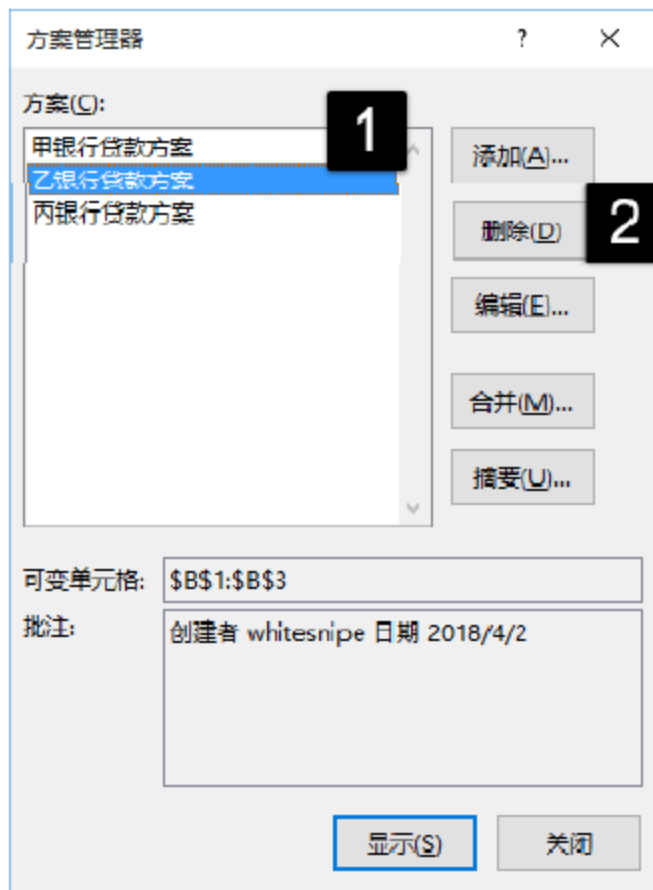 方案管理器 ? ×
方案(C):
1
甲银行贷款方案
乙银行贷款方案
丙银行贷款方案
添加(A)...
删除(D)
2
编辑(E)...
合并(M)...
摘要(U)...
可变单元格: $B$1:$B$3
批注: 创建者 whitesnipe 日期 2018/4/2
显示(S) 关闭